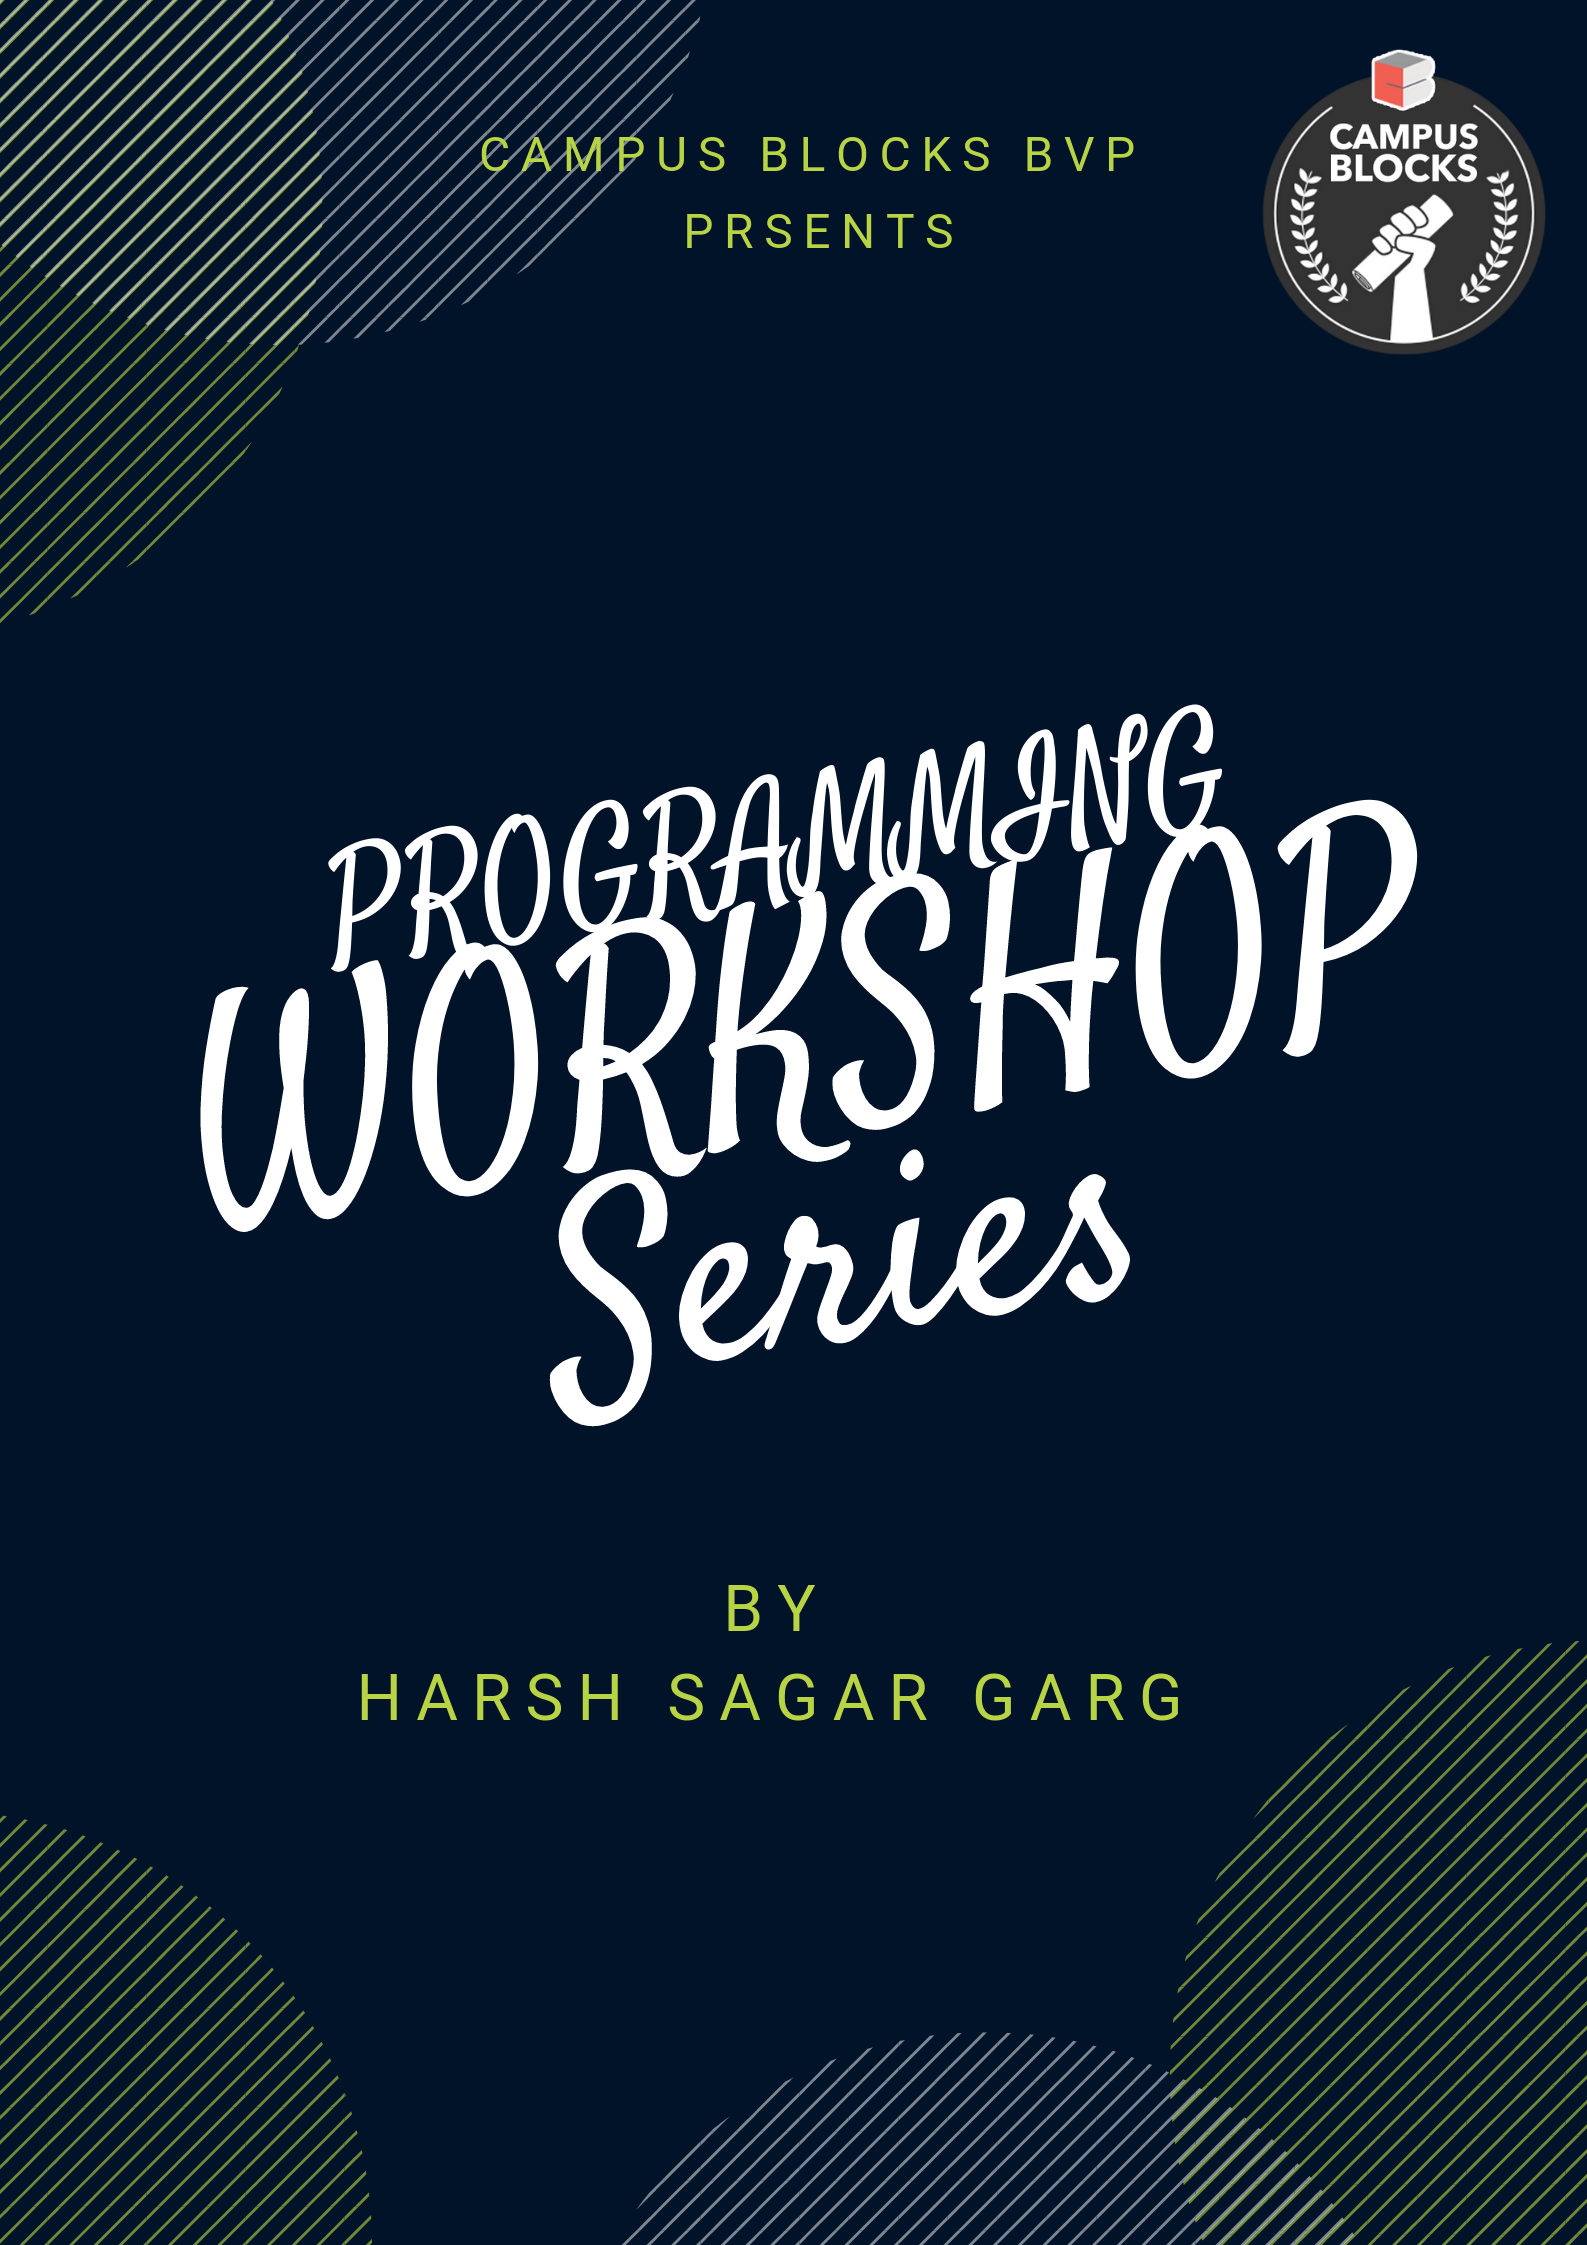 CAMPUS BLOCKS BVP
PRSENTS
CAMPUS
BLOCKS
PROGRAMMING
WORKSHOP
Series
BY
HARSH SAGAR GARG